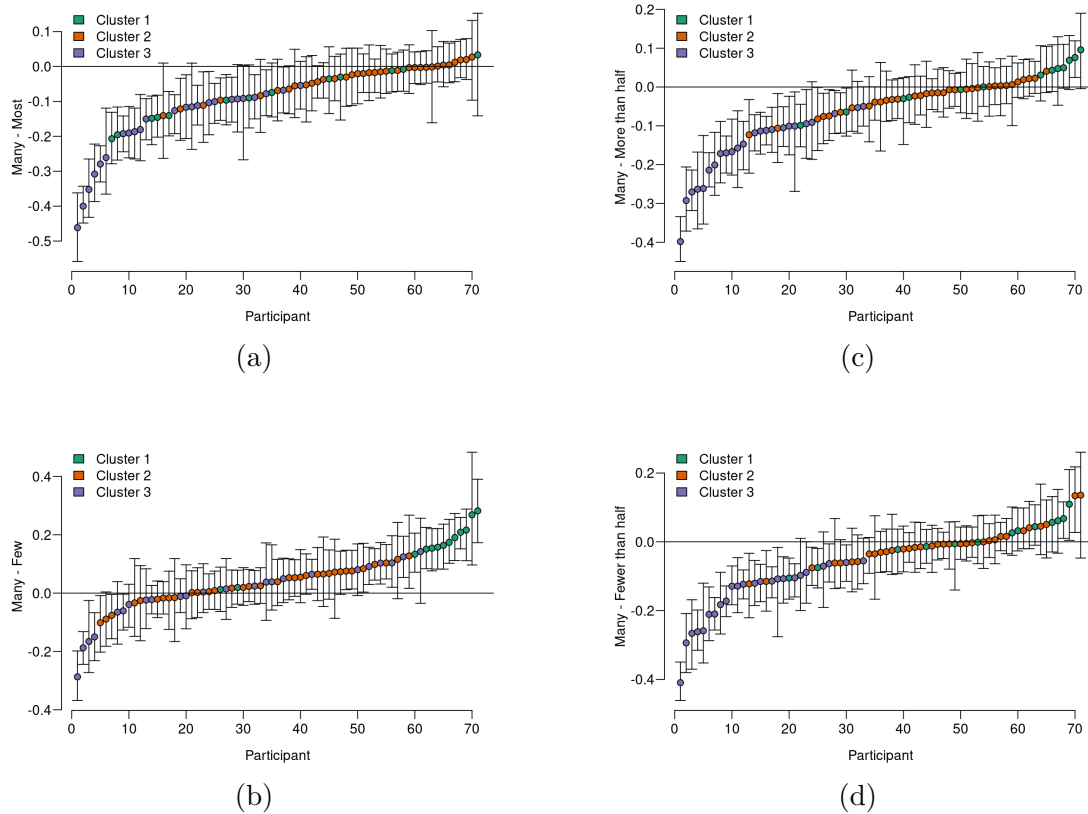 Cluster 1
Cluster 2
Cluster 3
0.1
0.0
-0.1
-0.2
-0.3
-0.4
-0.5
Many - Most
0 10 20 30 40 50 60 70
Participant
(a)
Cluster 1
Cluster 2
Cluster 3
0.2
0.1
0.0
-0.1
-0.2
-0.3
-0.4
Many - More than half
0 10 20 30 40 50 60 70
Participant
(c)
Cluster 1
Cluster 2
Cluster 3
0.4
0.2
0.0
-0.2
-0.4
Many - Few
0 10 20 30 40 50 60 70
Participant
(b)
Cluster 1
Cluster 2
Cluster 3
0.2
0.0
-0.2
-0.4
Many - Fewer than half
0 10 20 30 40 50 60 70
Participant
(d)